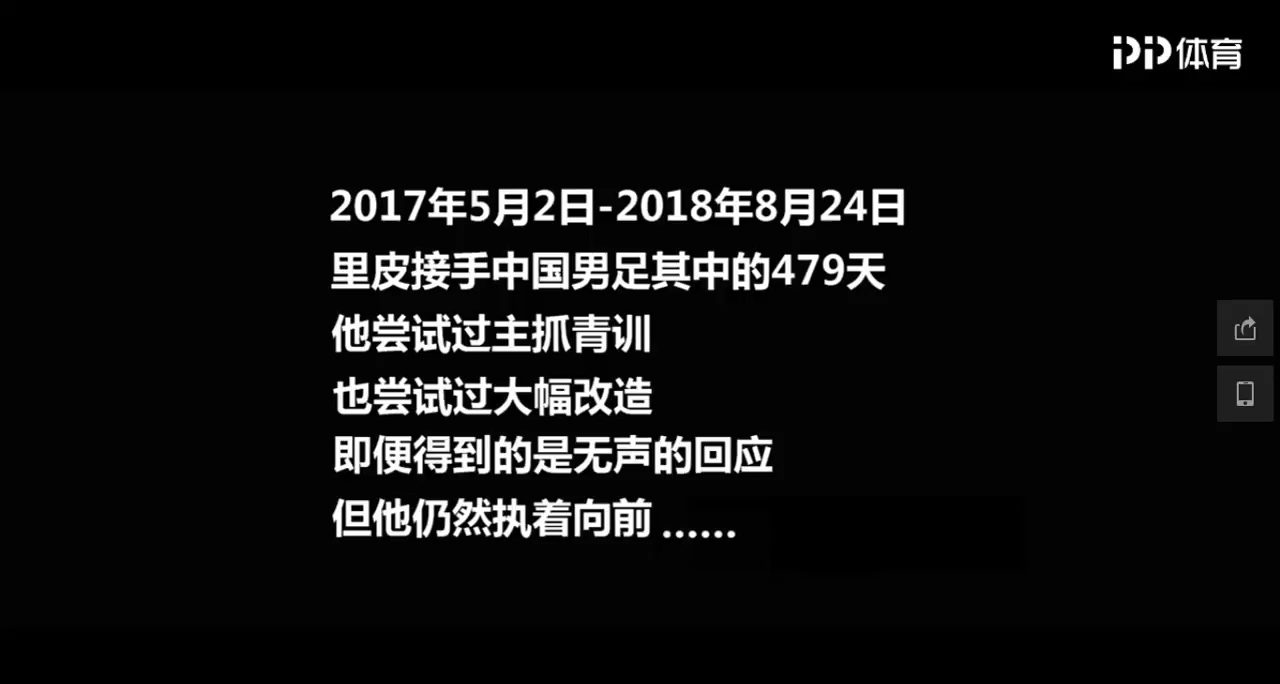 PP体育
2017年5月2日-2018年8月24日
里皮接手中国男足其中的479天
他尝试过主抓青训
也尝试过大幅改造
即便得到的是无声的回应
但他仍然执着向前......